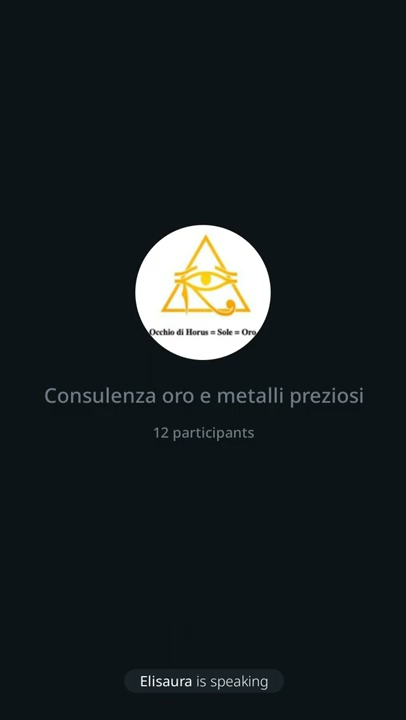 Occhio di Horus = Sole = Oro
Consulenza oro e metalli preziosi
12 participants
Elisaura is speaking